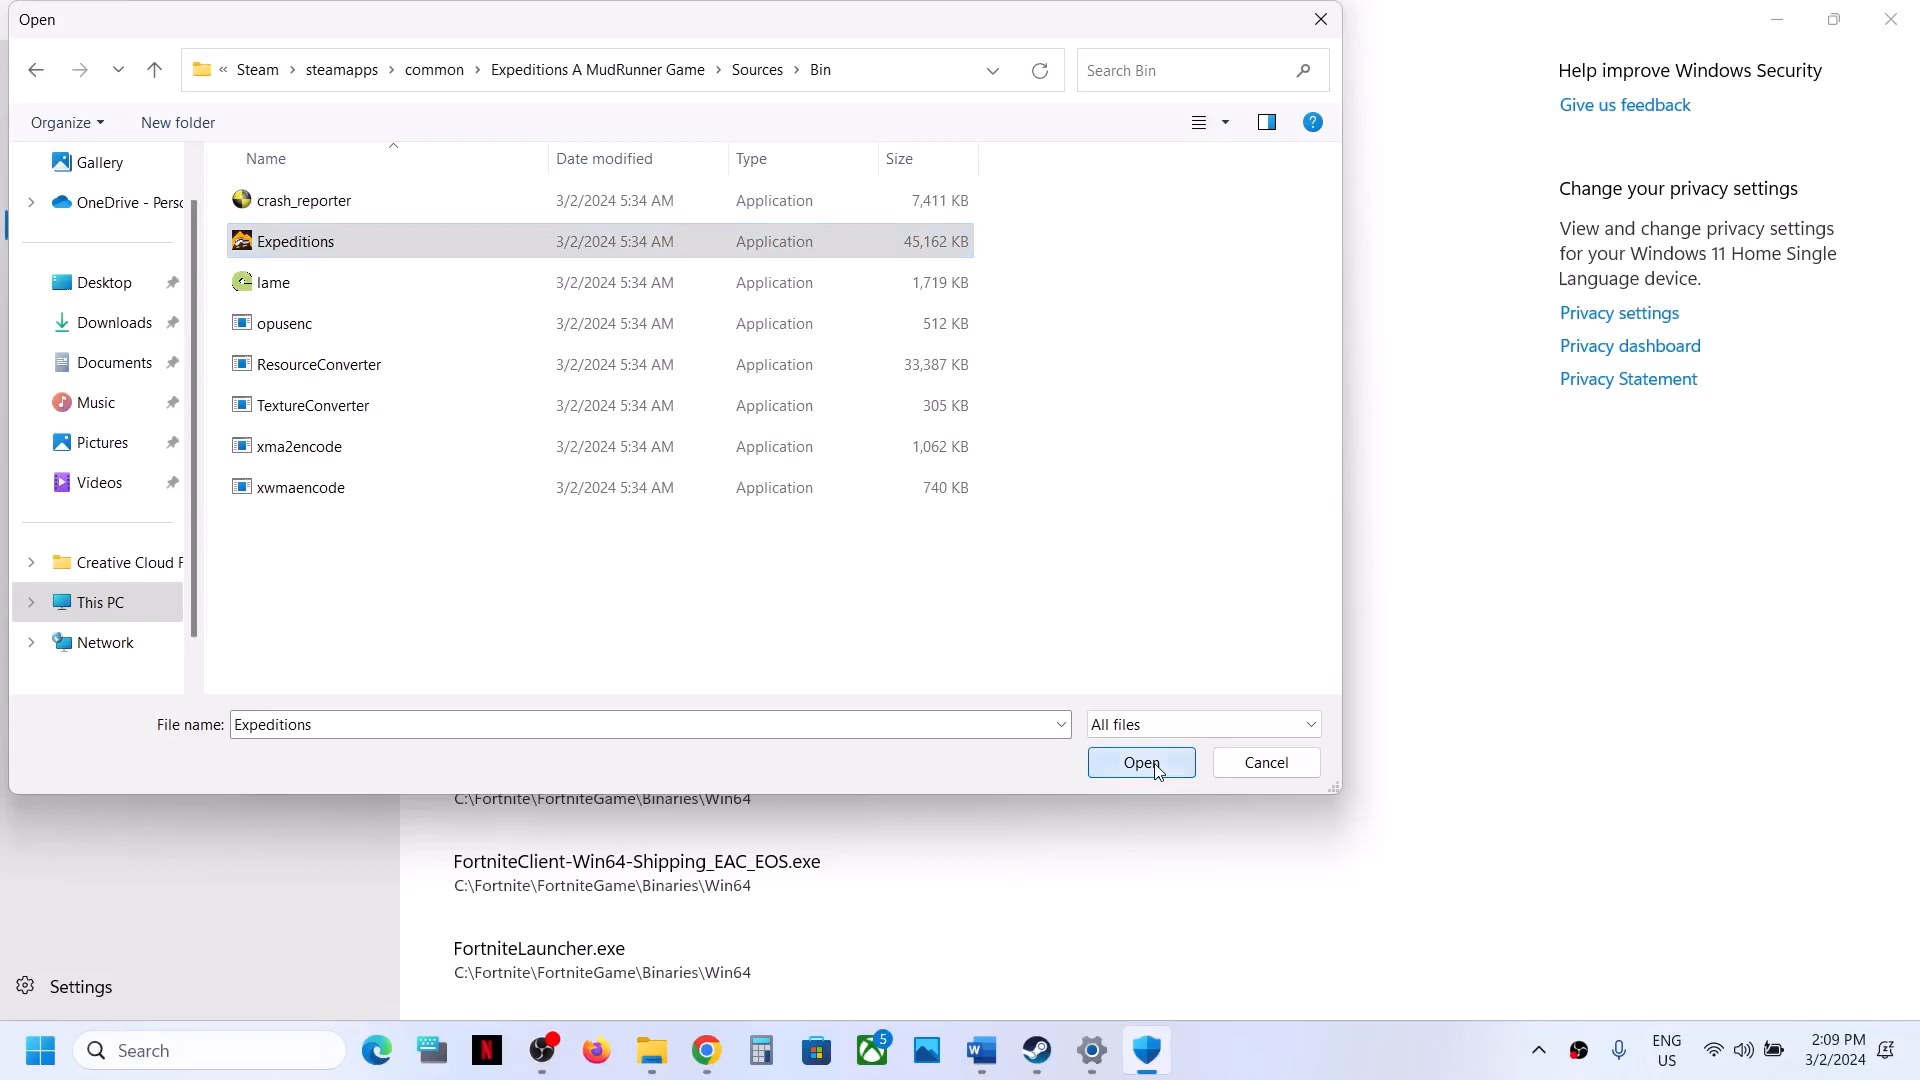 Open
« Steam › steamapps › common › Expeditions A MudRunner Game › Sources › Bin
Search Bin
Organize
New folder
Name
Date modified
Type
Size
Gallery
OneDrive - Perso
Desktop
Downloads
Documents
Music
Pictures
Videos
Creative Cloud F
This PC
Network
crash_reporter 3/2/2024 5:34 AM Application 7,411 KB
Expeditions 3/2/2024 5:34 AM Application 45,162 KB
lame 3/2/2024 5:34 AM Application 1,719 KB
opusenc 3/2/2024 5:34 AM Application 512 KB
ResourceConverter 3/2/2024 5:34 AM Application 33,387 KB
TextureConverter 3/2/2024 5:34 AM Application 305 KB
xma2encode 3/2/2024 5:34 AM Application 1,062 KB
xwmaencode 3/2/2024 5:34 AM Application 740 KB
File name: Expeditions
All files
Open
Cancel
Help improve Windows Security
Give us feedback
Change your privacy settings
View and change privacy settings
for your Windows 11 Home Single
Language device.
Privacy settings
Privacy dashboard
Privacy Statement
C:\Fortnite\FortniteGame\Binaries\Win64
FortniteClient-Win64-Shipping_EAC_EOS.exe
C:\Fortnite\FortniteGame\Binaries\Win64
FortniteLauncher.exe
C:\Fortnite\FortniteGame\Binaries\Win64
Settings
Search
5
ENG
US
2:09 PM
3/2/2024